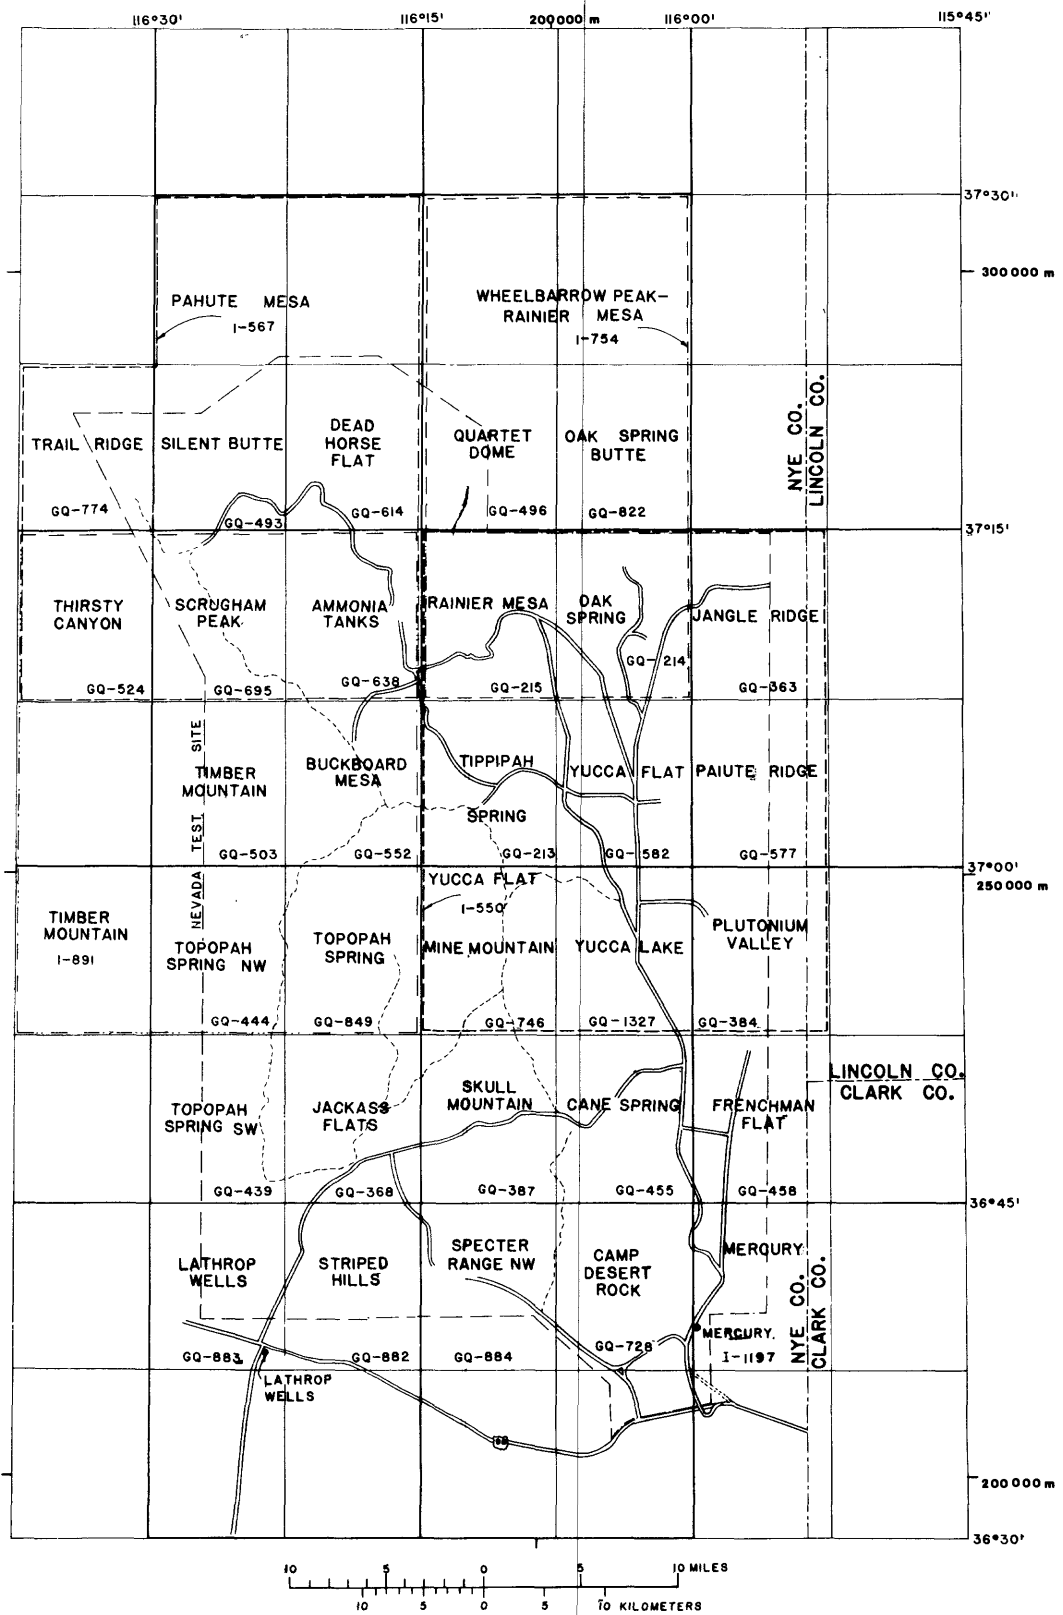 116°30'
116°15'
200000 m
116°00'
115°45'
37°30'
300000 m
PAHUTE MESA
I-567
WHEELBARROW PEAK-
RAINIER MESA
I-754
NYE CO.
LINCOLN CO.
TRAIL RIDGE
GQ-774
SILENT BUTTE
GQ-493
DEAD
HORSE
FLAT
GQ-614
QUARTET
DOME
GQ-496
OAK SPRING
BUTTE
GQ-822
37°15'
THIRSTY
CANYON
GQ-524
SCRUGHAM
PEAK
GQ-695
AMMONIA
TANKS
GQ-638
RAINIER MESA
GQ-215
OAK
SPRING
GQ-214
JANGLE RIDGE
GQ-363
NEVADA TEST SITE
TIMBER
MOUNTAIN
GQ-503
BUCKBOARD
MESA
GQ-552
TIPPIPAH
SPRING
GQ-213
YUCCA FLAT
GQ-582
PAIUTE RIDGE
GQ-577
37°00'
250000 m
YUCCA FLAT
I-550
TIMBER
MOUNTAIN
I-891
TOPOPAH
SPRING NW
GQ-444
TOPOPAH
SPRING
GQ-849
MINE MOUNTAIN
GQ-746
YUCCA LAKE
GQ-1327
PLUTONIUM
VALLEY
GQ-384
LINCOLN CO.
CLARK CO.
TOPOPAH
SPRING SW
GQ-439
JACKASS
FLATS
GQ-368
SKULL
MOUNTAIN
GQ-387
CANE SPRING
GQ-455
FRENCHMAN
FLAT
GQ-458
36°45'
LATHROP
WELLS
GQ-883
STRIPED
HILLS
GQ-882
SPECTER
RANGE NW
GQ-884
CAMP
DESERT
ROCK
GQ-728
MERCURY
MERCURY
I-1197
NYE CO.
CLARK CO.
LATHROP
WELLS
200000 m
36°30'
10 5 0 5 10 MILES
10 5 0 5 10 KILOMETERS